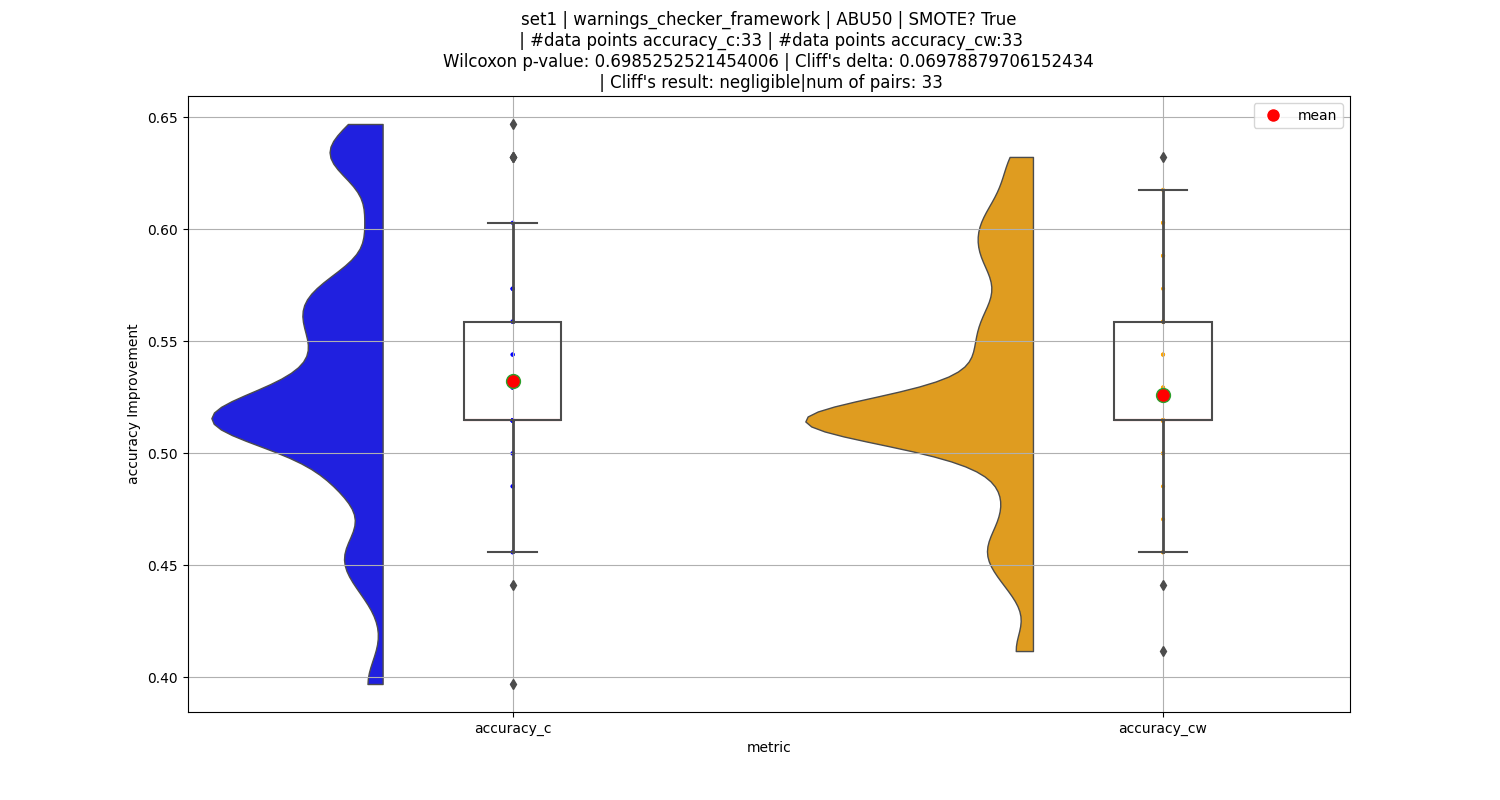 set1 | warnings_checker_framework | ABU50 | SMOTE? True
| #data points accuracy_c:33 | #data points accuracy_cw:33
Wilcoxon p-value: 0.6985252521454006 | Cliff's delta: 0.06978879706152434
| Cliff's result: negligible|num of pairs: 33
mean
0.65
0.60
0.55
0.50
0.45
0.40
accuracy Improvement
accuracy_c
accuracy_cw
metric